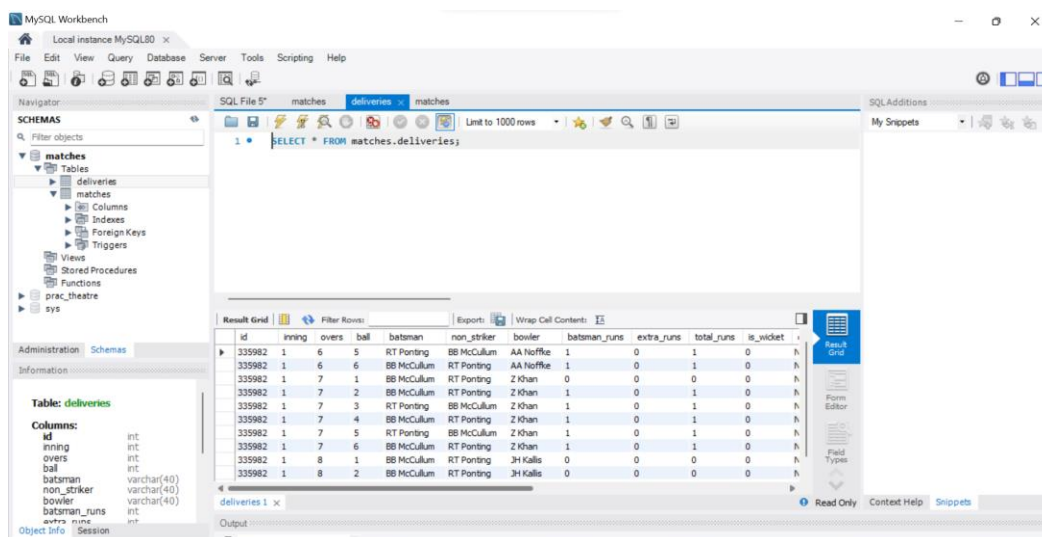 MySQL Workbench
Local instance MySQL80
File Edit View Query Database Server Tools Scripting Help
Navigator
SCHEMAS
Filter objects
matches
Tables
deliveries
matches
Columns
Indexes
Foreign Keys
Triggers
Views
Stored Procedures
Functions
prac_theatre
sys
Administration Schemas
Information
Table: deliveries
Columns:
id int
inning int
overs int
ball int
batsman varchar(40)
non_striker varchar(40)
bowler varchar(40)
batsman_runs int
extra_runs int
Object Info Session
SQL File 5* matches deliveries matches
Limit to 1000 rows
1 SELECT * FROM matches.deliveries;
Result Grid Filter Rows: Export: Wrap Cell Content:
id inning overs ball batsman non_striker bowler batsman_runs extra_runs total_runs is_wicket
335982 1 6 5 RT Ponting BB McCullum AA Noffke 1 0 1 0 N
335982 1 6 6 BB McCullum RT Ponting AA Noffke 1 0 1 0 N
335982 1 7 1 BB McCullum RT Ponting Z Khan 0 0 0 0 N
335982 1 7 2 BB McCullum RT Ponting Z Khan 1 0 1 0 N
335982 1 7 3 RT Ponting BB McCullum Z Khan 1 0 1 0 N
335982 1 7 4 BB McCullum RT Ponting Z Khan 1 0 1 0 N
335982 1 7 5 RT Ponting BB McCullum Z Khan 1 0 1 0 N
335982 1 7 6 BB McCullum RT Ponting Z Khan 1 0 1 0 N
335982 1 8 1 BB McCullum RT Ponting JH Kallis 0 0 0 0 N
335982 1 8 2 BB McCullum RT Ponting JH Kallis 0 0 0 0 N
Result
Grid
Form
Editor
Field
Types
deliveries 1
Read Only
Output
SQLAdditions
My Snippets
Context Help Snippets